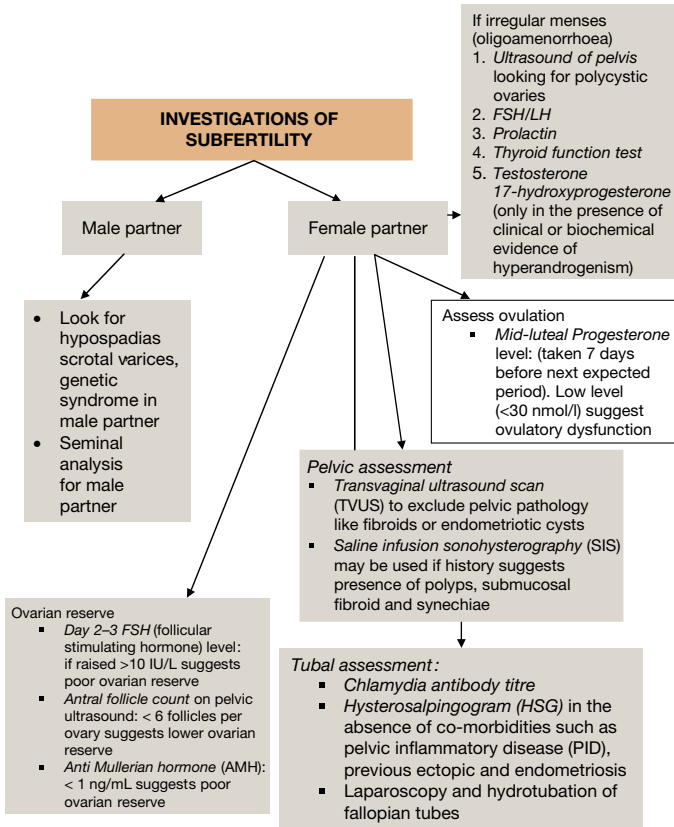 INVESTIGATIONS OF
SUBFERTILITY
If irregular menses
(oligoamenorrhoea)
1. Ultrasound of pelvis
looking for polycystic
ovaries
2. FSH/LH
3. Prolactin
4. Thyroid function test
5. Testosterone
17-hydroxyprogesterone
(only in the presence of
clinical or biochemical
evidence of
hyperandrogenism)
Male partner
Female partner
• Look for
hypospadias
scrotal varices,
genetic
syndrome in
male partner
• Seminal
analysis
for male
partner
Assess ovulation
▪ Mid-luteal Progesterone
level: (taken 7 days
before next expected
period). Low level
(<30 nmol/l) suggest
ovulatory dysfunction
Pelvic assessment
▪ Transvaginal ultrasound scan
(TVUS) to exclude pelvic pathology
like fibroids or endometriotic cysts
▪ Saline infusion sonohysterography (SIS)
may be used if history suggests
presence of polyps, submucosal
fibroid and synechiae
Ovarian reserve
▪ Day 2–3 FSH (follicular
stimulating hormone) level:
if raised >10 IU/L suggests
poor ovarian reserve
▪ Antral follicle count on pelvic
ultrasound: < 6 follicles per
ovary suggests lower ovarian
reserve
▪ Anti Mullerian hormone (AMH):
< 1 ng/mL suggests poor
ovarian reserve
Tubal assessment:
▪ Chlamydia antibody titre
▪ Hysterosalpingogram (HSG) in the
absence of co-morbidities such as
pelvic inflammatory disease (PID),
previous ectopic and endometriosis
▪ Laparoscopy and hydrotubation of
fallopian tubes